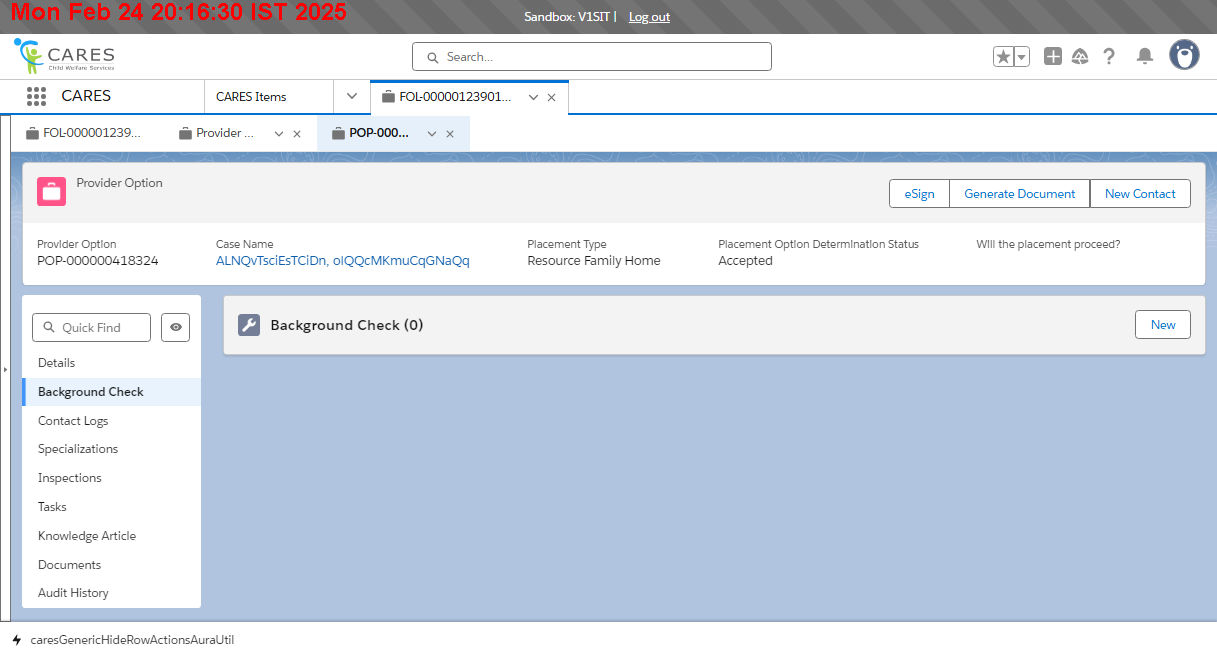 Mon Feb 24 20:16:30 IST 2025
Sandbox: V1SIT | Log out
CARES
Child Welfare Services
Search...
CARES
CARES Items
FOL-00000123901...
FOL-000001239...
Provider ...
POP-000...
Provider Option
eSign
Generate Document
New Contact
Provider Option
POP-000000418324
Case Name
ALNQvTsciEsTCiDn, olQQcMKmuCqGNaQq
Placement Type
Resource Family Home
Placement Option Determination Status
Accepted
Will the placement proceed?
Quick Find
Details
Background Check
Contact Logs
Specializations
Inspections
Tasks
Knowledge Article
Documents
Audit History
Background Check (0)
New
caresGenericHideRowActionsAuraUtil